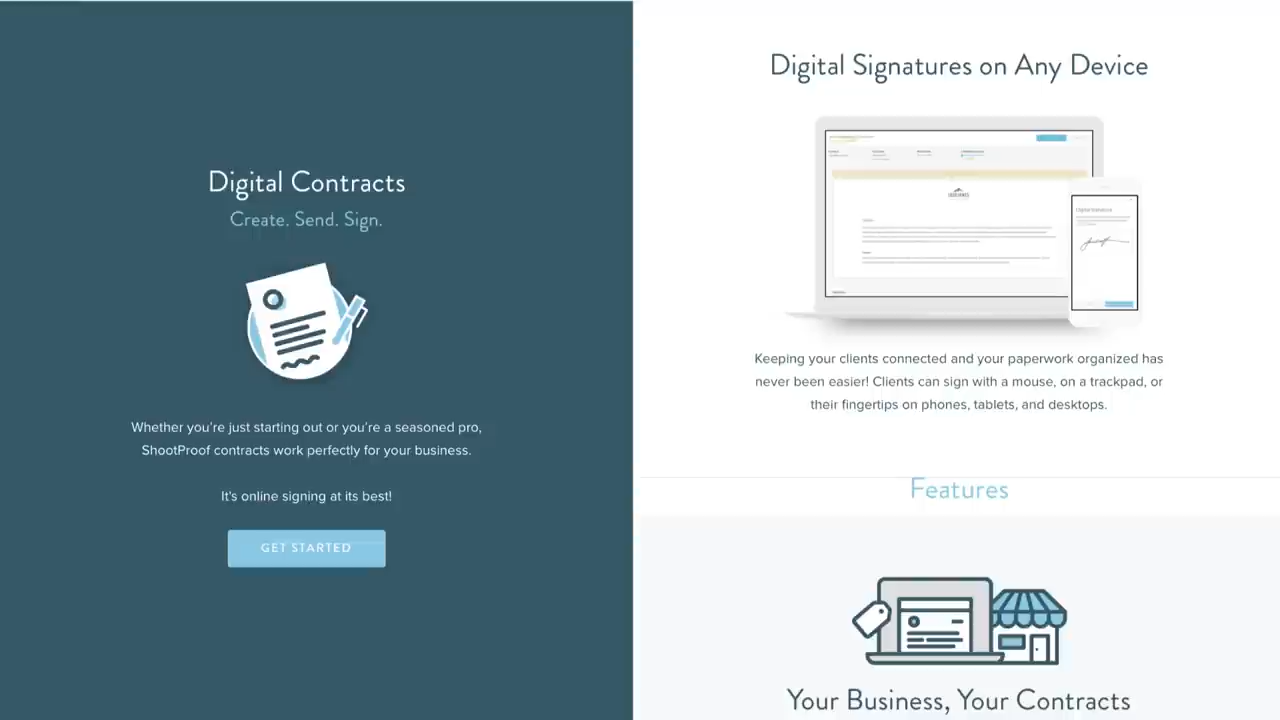 Digital Contracts
Create. Send. Sign.
Whether you're just starting out or you're a seasoned pro,
ShootProof contracts work perfectly for your business.
It's online signing at its best!
GET STARTED
Digital Signatures on Any Device
Digital Signature
Keeping your clients connected and your paperwork organized has
never been easier! Clients can sign with a mouse, on a trackpad, or
their fingertips on phones, tablets, and desktops.
Features
Your Business, Your Contracts